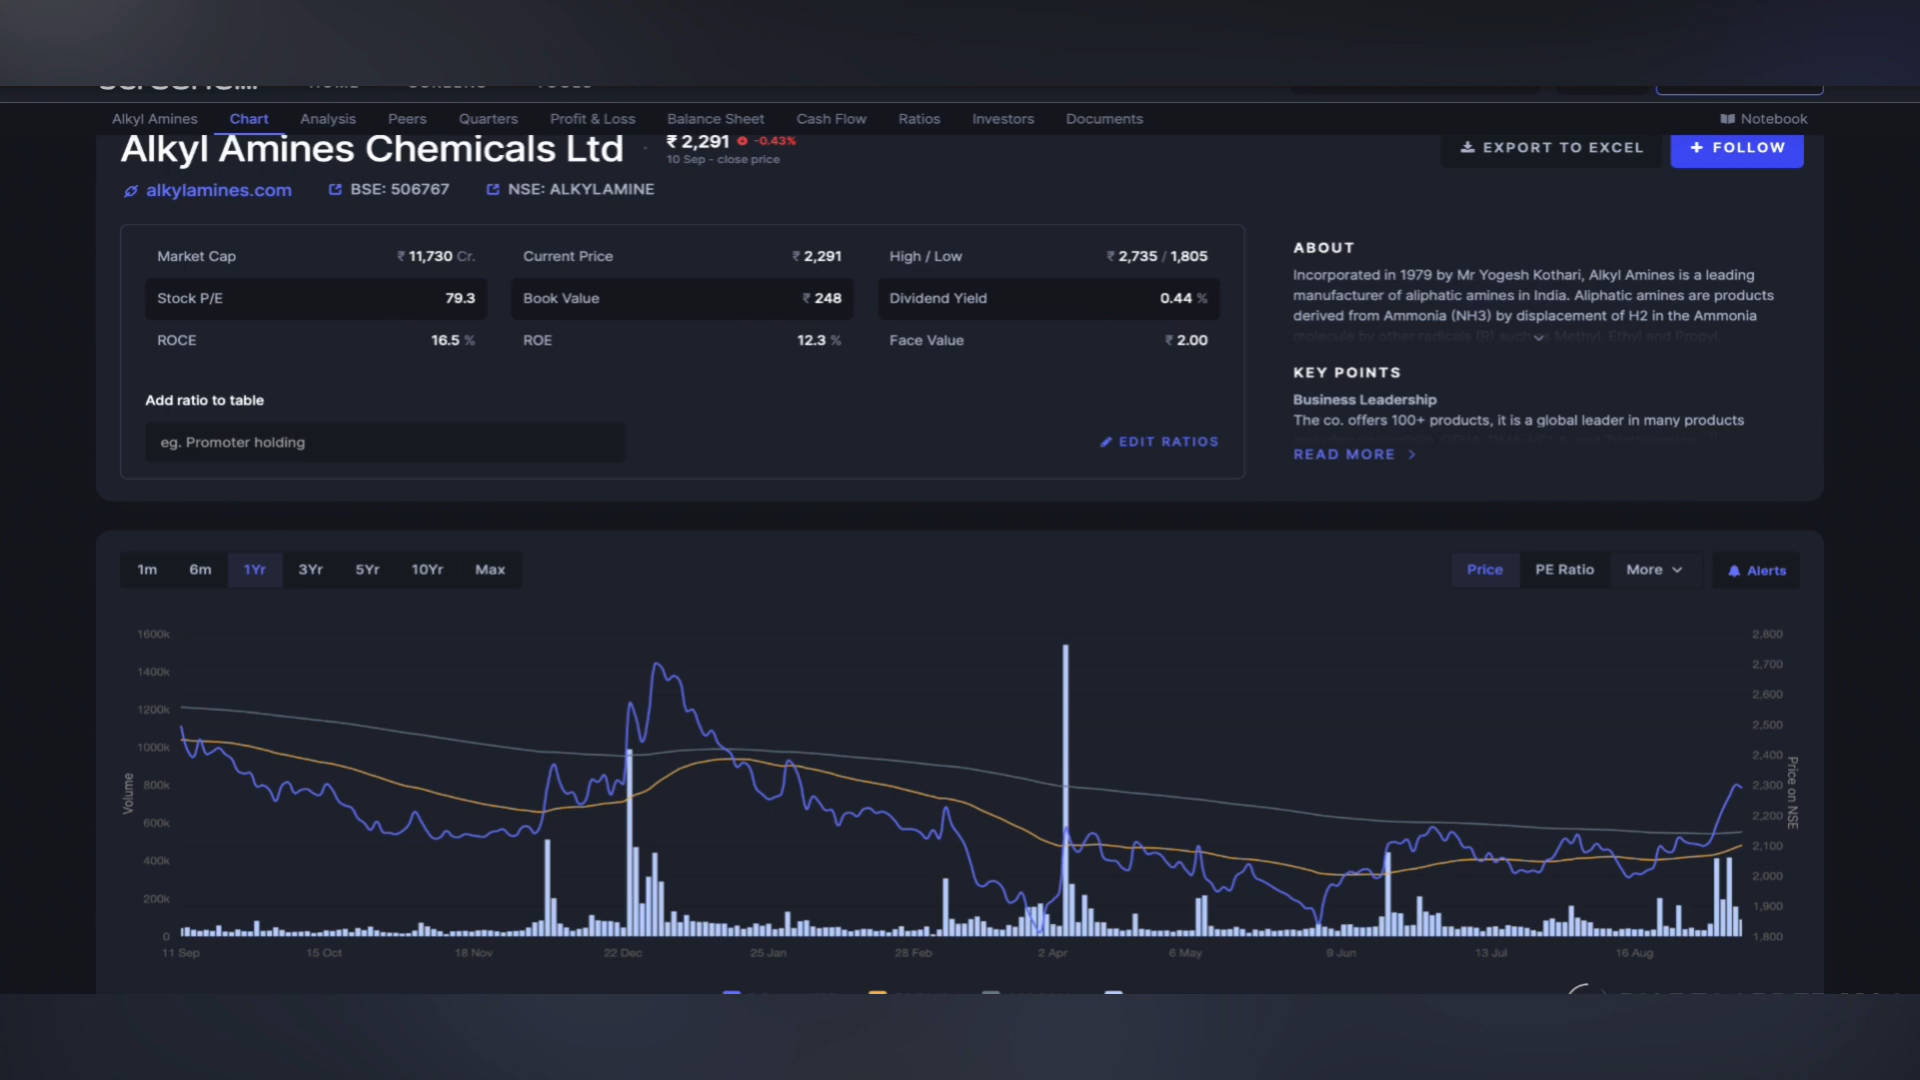 Alkyl Amines Chart Analysis Peers Quarters Profit & Loss Balance Sheet Cash Flow Ratios Investors Documents Notebook
Alkyl Amines Chemicals Ltd ₹ 2,291 -0.43%
10 Sep - close price
EXPORT TO EXCEL + FOLLOW
alkylamines.com BSE: 506767 NSE: ALKYLAMINE
Market Cap ₹ 11,730 Cr. Current Price ₹ 2,291 High / Low ₹ 2,735 / 1,805
Stock P/E 79.3 Book Value ₹ 248 Dividend Yield 0.44 %
ROCE 16.5 % ROE 12.3 % Face Value ₹ 2.00
Add ratio to table
eg. Promoter holding EDIT RATIOS
ABOUT
Incorporated in 1979 by Mr Yogesh Kothari, Alkyl Amines is a leading
manufacturer of aliphatic amines in India. Aliphatic amines are products
derived from Ammonia (NH3) by displacement of H2 in the Ammonia
molecule by other radicals (R) such Methyl, Ethyl and Propyl.
KEY POINTS
Business Leadership
The co. offers 100+ products, it is a global leader in many products
READ MORE
1m 6m 1Yr 3Yr 5Yr 10Yr Max Price PE Ratio More Alerts
1600k
1400k
1200k
1000k
800k
600k
400k
200k
0
Volume
2,800
2,700
2,600
2,500
2,400
2,300
2,200
2,100
2,000
1,900
1,800
Price on NSE
11 Sep 15 Oct 18 Nov 22 Dec 25 Jan 28 Feb 2 Apr 6 May 9 Jun 13 Jul 16 Aug